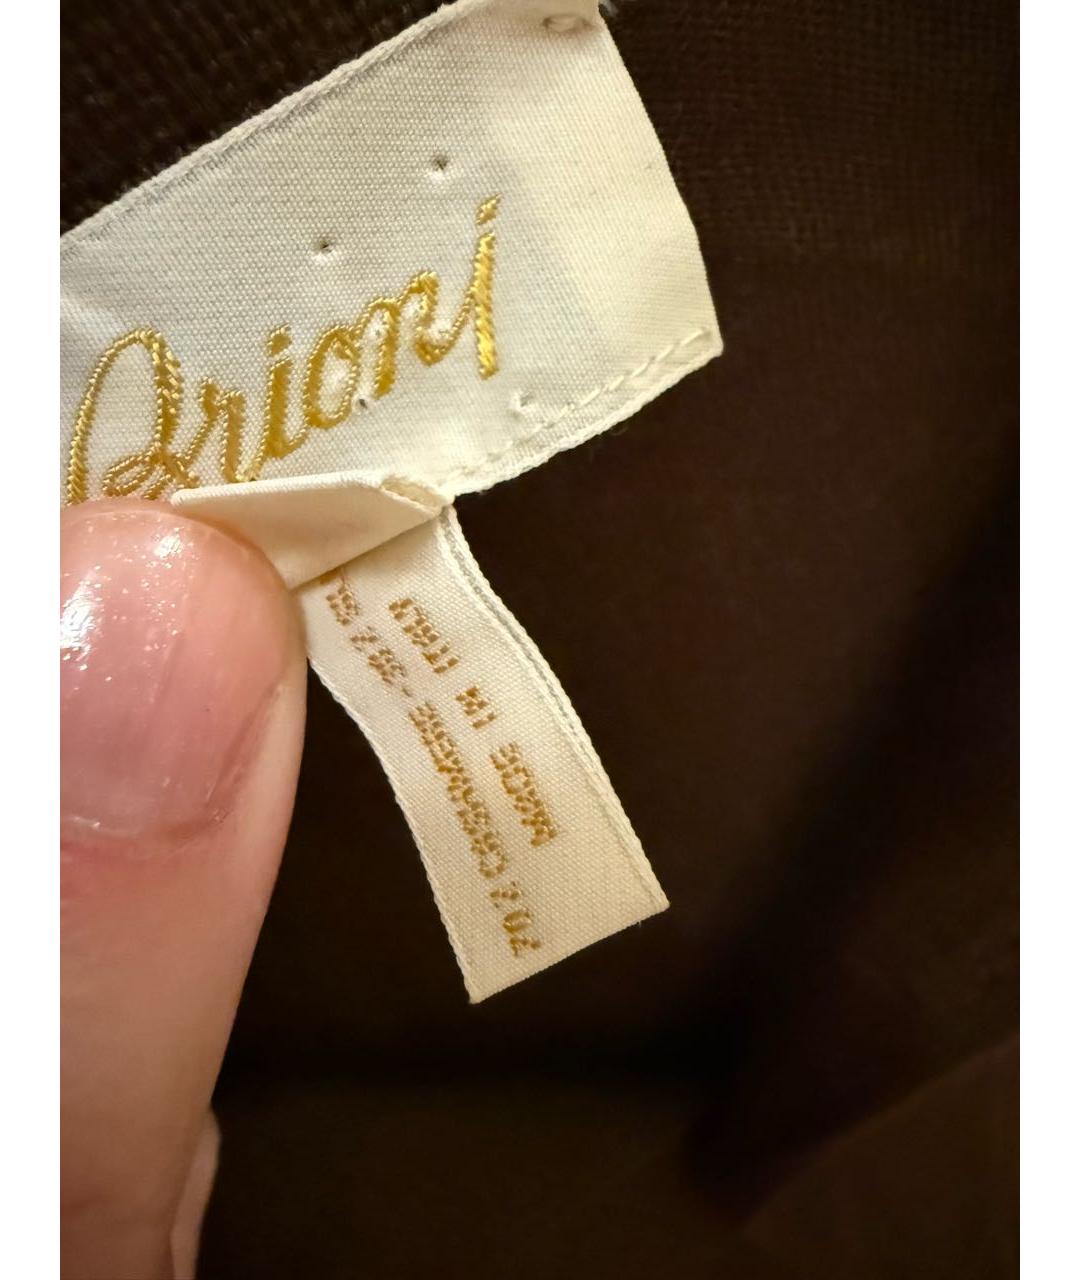 Brioni
MADE IN ITALY
70% CASHMERE - 30%